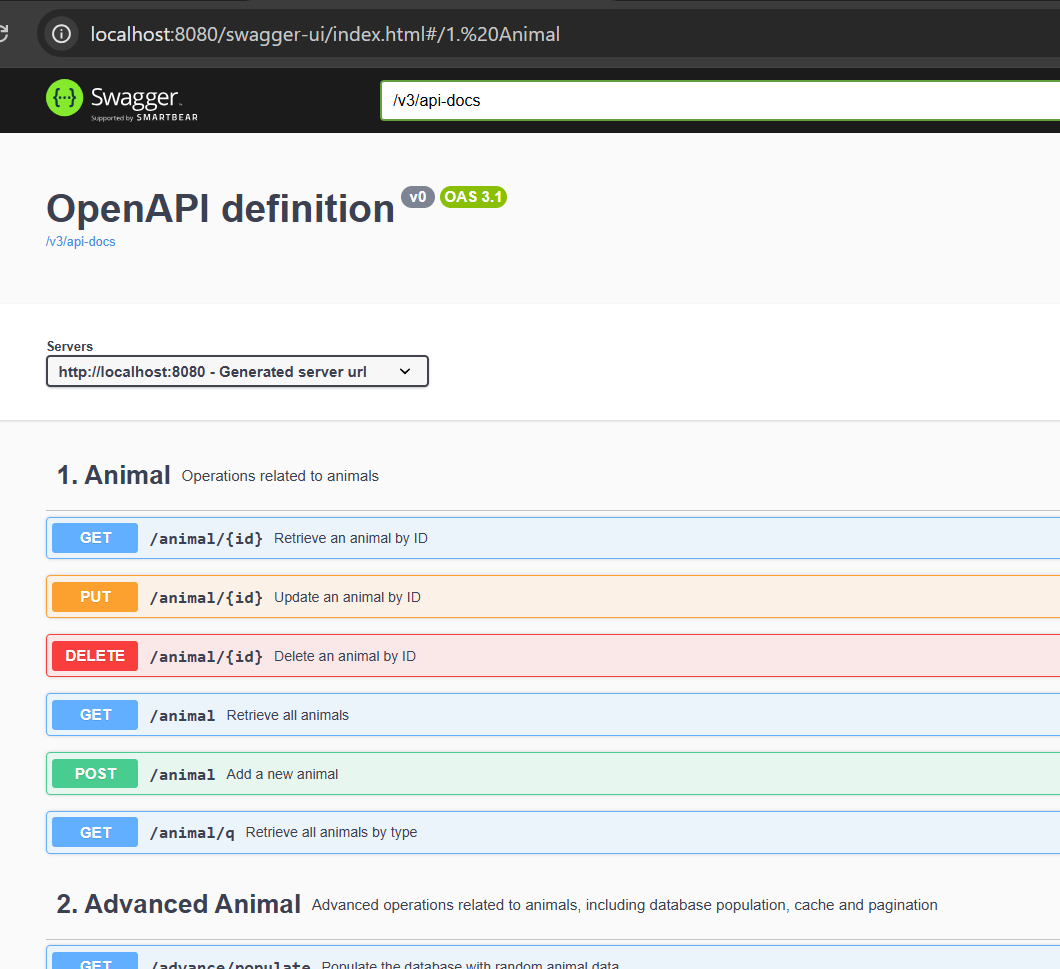 localhost:8080/swagger-ui/index.html#/1.%20Animal
{···} Swagger
Supported by SMARTBEAR
/v3/api-docs
OpenAPI definition v0 OAS 3.1
/v3/api-docs
Servers
http://localhost:8080 - Generated server url
1. Animal Operations related to animals
GET /animal/{id} Retrieve an animal by ID
PUT /animal/{id} Update an animal by ID
DELETE /animal/{id} Delete an animal by ID
GET /animal Retrieve all animals
POST /animal Add a new animal
GET /animal/q Retrieve all animals by type
2. Advanced Animal Advanced operations related to animals, including database population, cache and pagination
GET /advance/populate Populate the database with random animal data